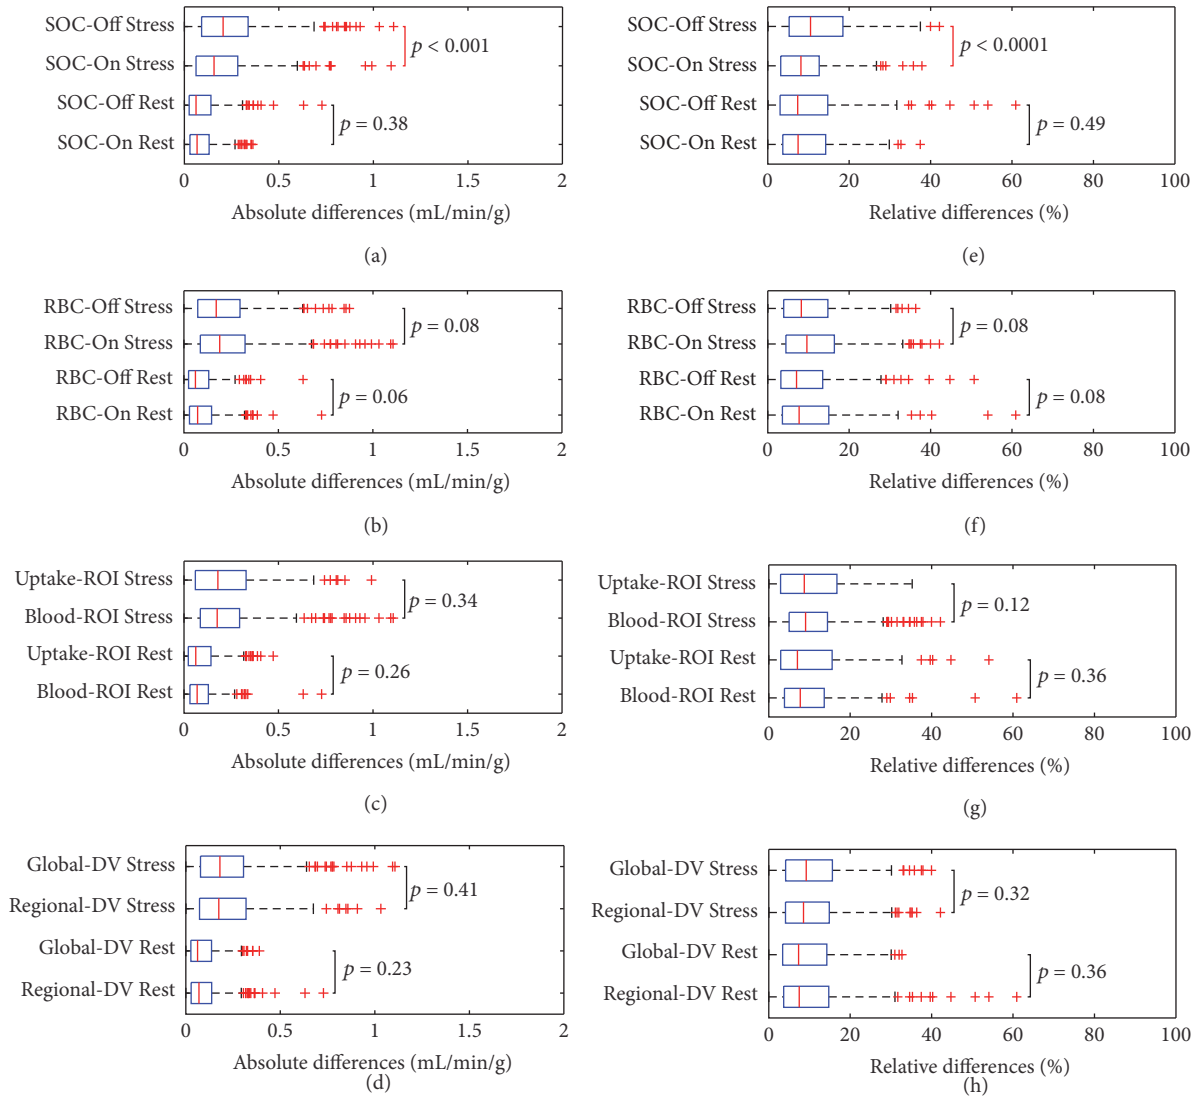 SOC-Off Stress
SOC-On Stress
SOC-Off Rest
SOC-On Rest
p < 0.001
p = 0.38
0 0.5 1 1.5 2
Absolute differences (mL/min/g)
(a)
SOC-Off Stress
SOC-On Stress
SOC-Off Rest
SOC-On Rest
p < 0.0001
p = 0.49
0 20 40 60 80 100
Relative differences (%)
(e)
RBC-Off Stress
RBC-On Stress
RBC-Off Rest
RBC-On Rest
p = 0.08
p = 0.06
0 0.5 1 1.5 2
Absolute differences (mL/min/g)
(b)
RBC-Off Stress
RBC-On Stress
RBC-Off Rest
RBC-On Rest
p = 0.08
p = 0.08
0 20 40 60 80 100
Relative differences (%)
(f)
Uptake-ROI Stress
Blood-ROI Stress
Uptake-ROI Rest
Blood-ROI Rest
p = 0.34
p = 0.26
0 0.5 1 1.5 2
Absolute differences (mL/min/g)
(c)
Uptake-ROI Stress
Blood-ROI Stress
Uptake-ROI Rest
Blood-ROI Rest
p = 0.12
p = 0.36
0 20 40 60 80 100
Relative differences (%)
(g)
Global-DV Stress
Regional-DV Stress
Global-DV Rest
Regional-DV Rest
p = 0.41
p = 0.23
0 0.5 1 1.5 2
Absolute differences (mL/min/g)
(d)
Global-DV Stress
Regional-DV Stress
Global-DV Rest
Regional-DV Rest
p = 0.32
p = 0.36
0 20 40 60 80 100
Relative differences (%)
(h)